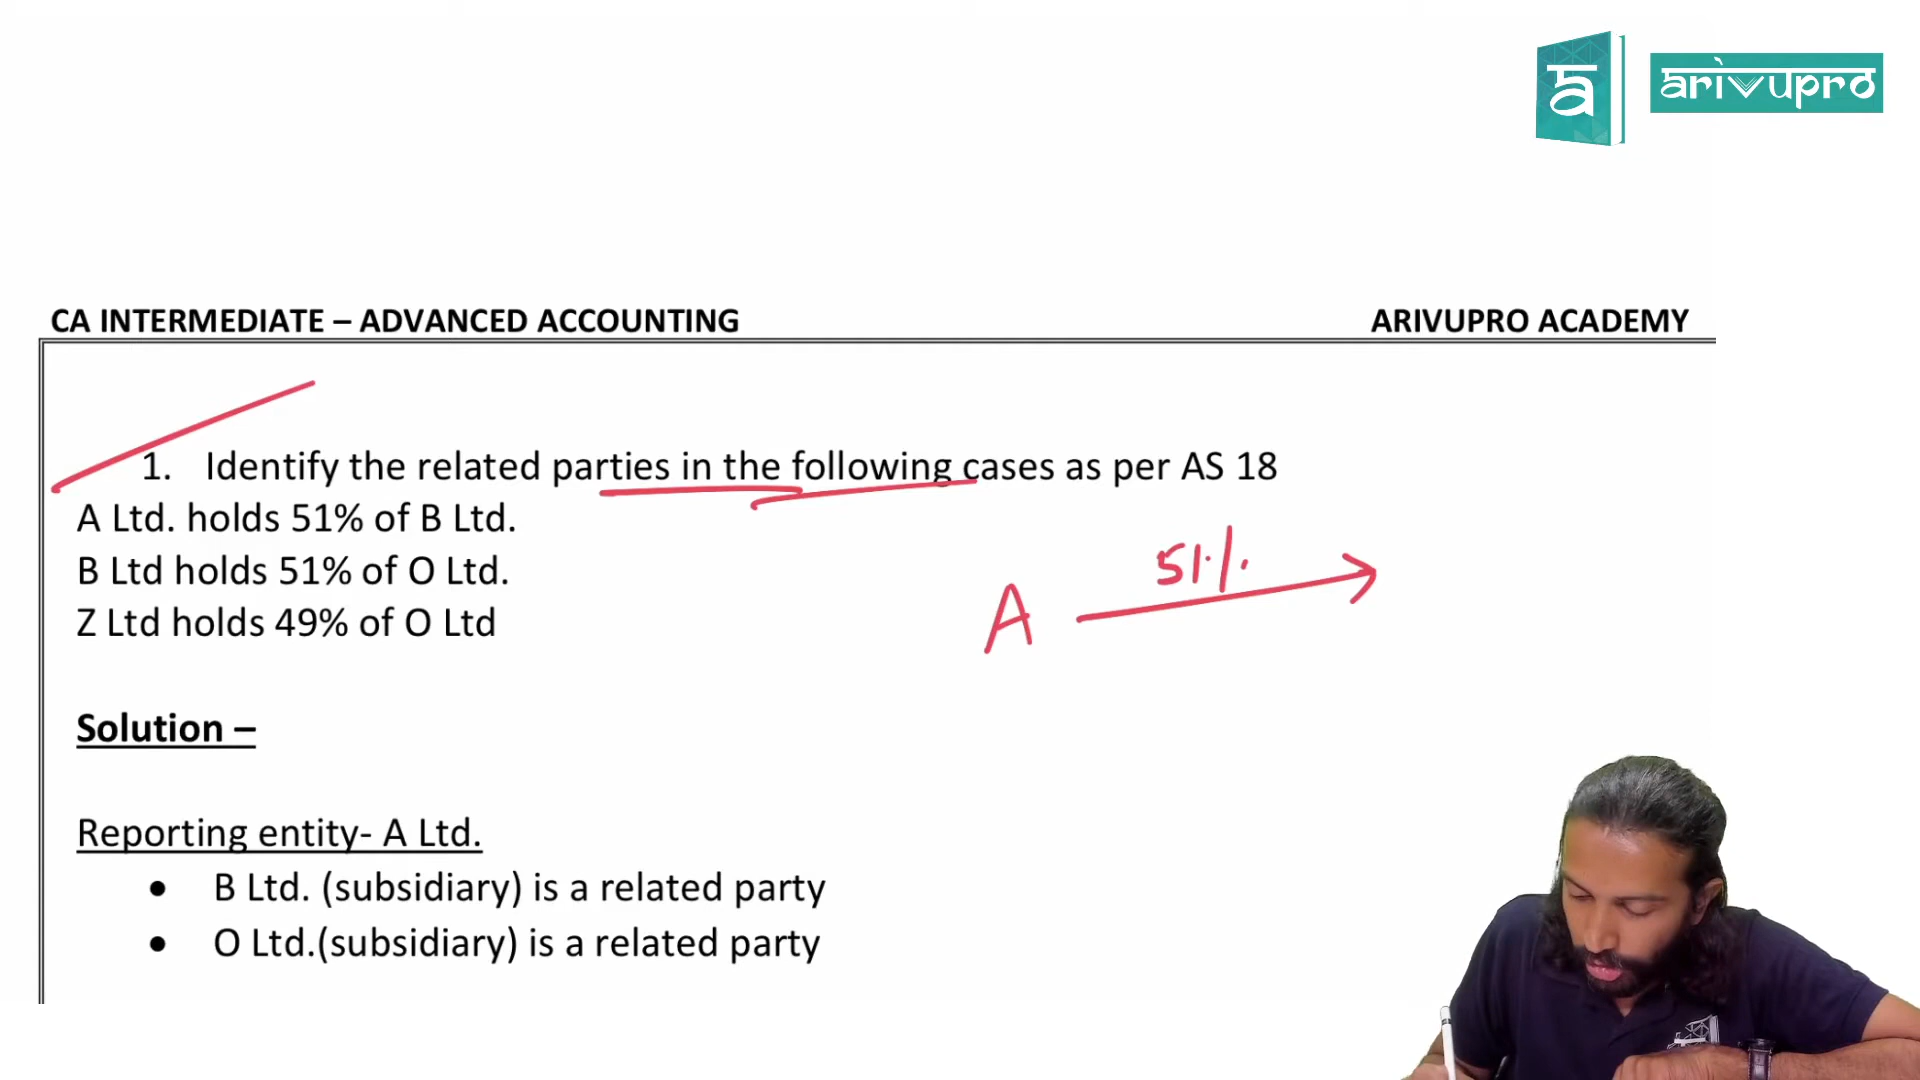 a arivupro
CA INTERMEDIATE – ADVANCED ACCOUNTING ARIVUPRO ACADEMY
1. Identify the related parties in the following cases as per AS 18
A Ltd. holds 51% of B Ltd.
B Ltd holds 51% of O Ltd.
Z Ltd holds 49% of O Ltd
A 51%
Solution –
Reporting entity- A Ltd.
• B Ltd. (subsidiary) is a related party
• O Ltd.(subsidiary) is a related party